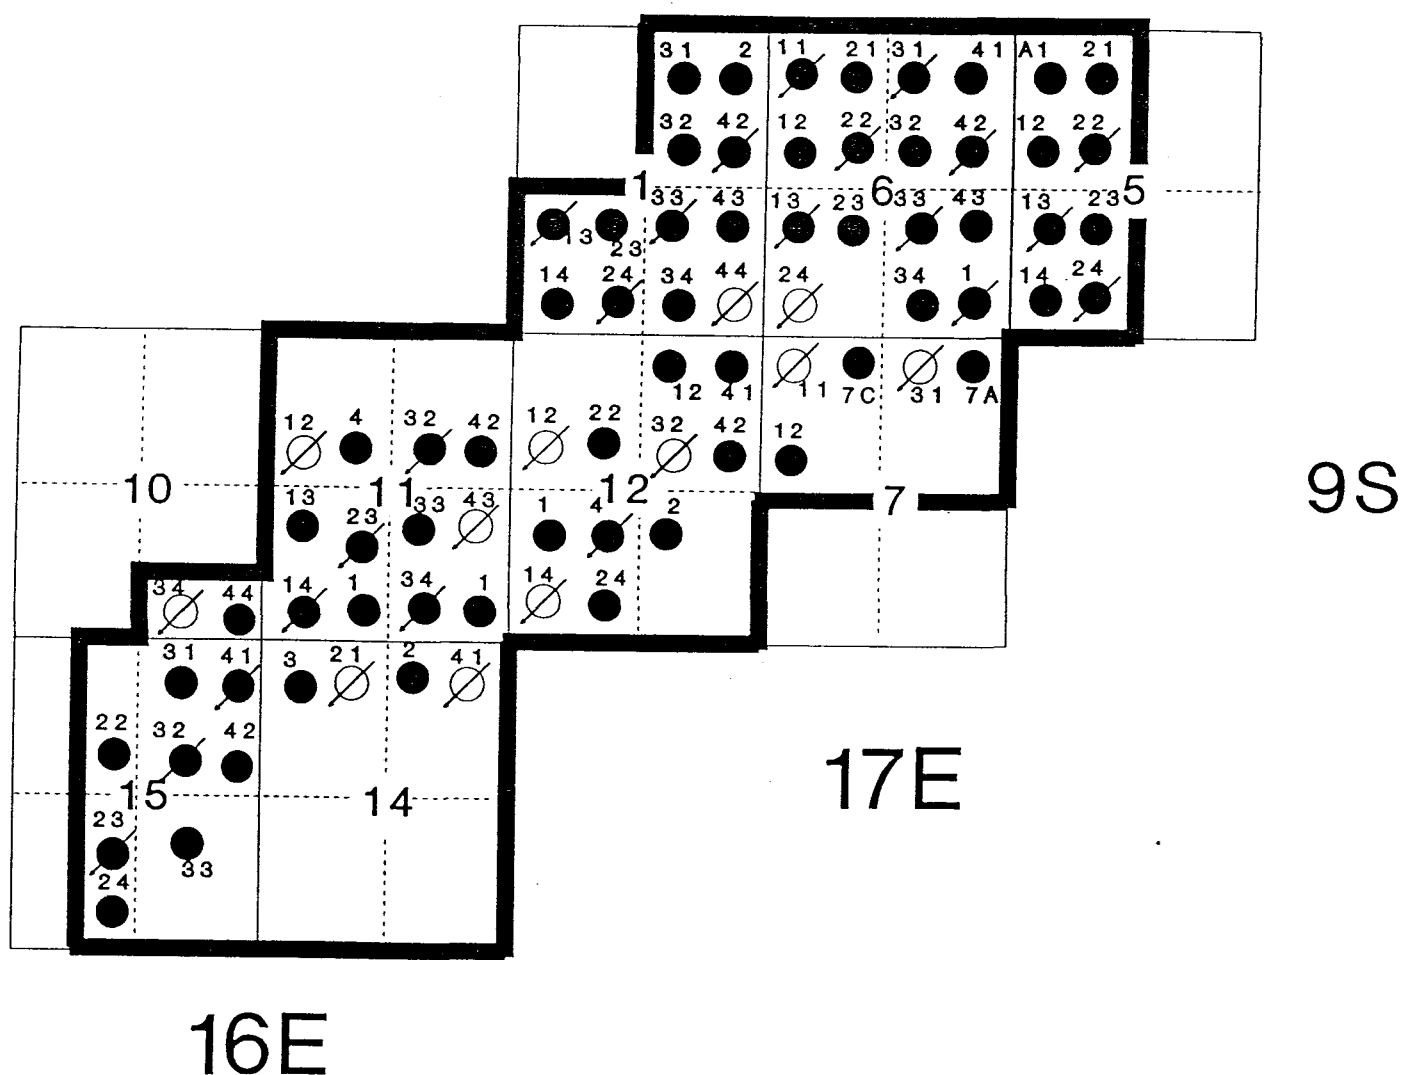 31 2 11 21 31 41 A1 21
32 42 12 22 32 42 12 22
1 6 5
33 43 13 23 33 43 13 23
13 23
14 24 34 44 24 34 1 14 24
12 41 11 7C 31 7A
12 4 32 42 12 22 32 42 12
10 11 12 7 9S
13 23 33 43 1 4 2
34 44 14 1 34 1 14 24
31 41 3 21 2 41
22 32 42
15 14 17E
23 33
24
16E